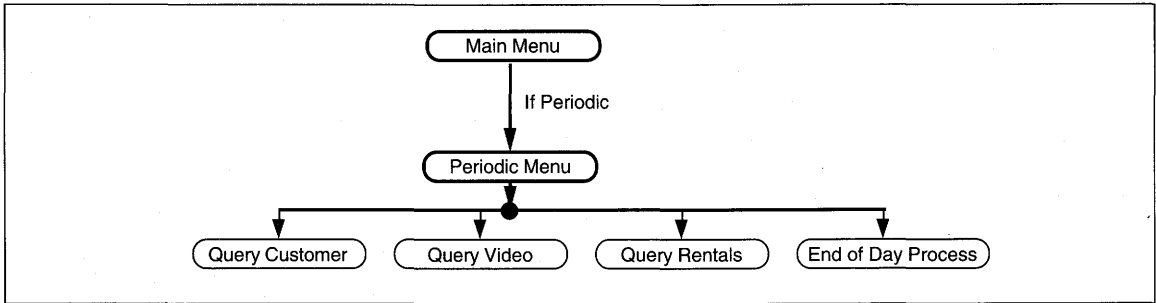 Main Menu
If Periodic
Periodic Menu
Query Customer
Query Video
Query Rentals
End of Day Process